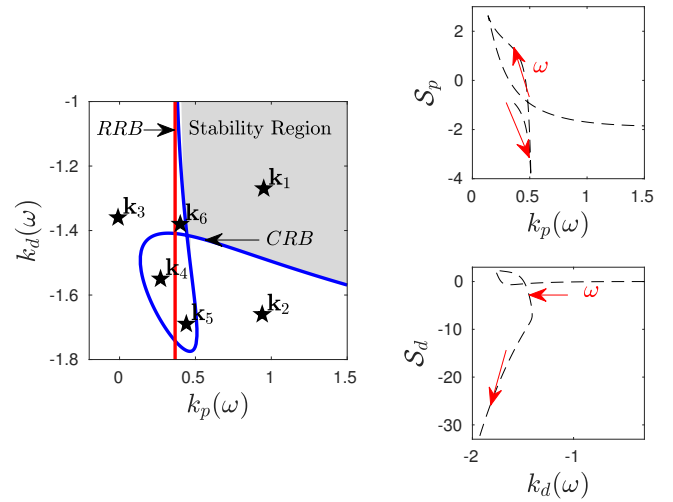 -1
-1.2
-1.4
-1.6
-1.8
0
0.5
1
1.5
k_d(ω)
k_p(ω)
RRB
Stability Region
CRB
k_1
k_2
k_3
k_4
k_5
k_6
2
0
-2
-4
0
0.5
1
1.5
S_p
k_p(ω)
ω
0
-10
-20
-30
-2
-1
S_d
k_d(ω)
ω